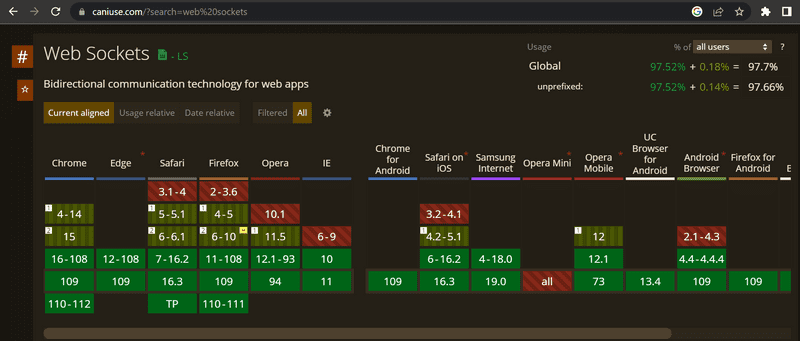 caniuse.com/?search=web%20sockets
Web Sockets - LS
Usage % of all users ?
Global 97.52% + 0.18% = 97.7%
unprefixed: 97.52% + 0.14% = 97.66%
Bidirectional communication technology for web apps
Current aligned Usage relative Date relative Filtered All
Chrome Edge * Safari Firefox Opera IE Chrome for Android Safari on iOS * Samsung Internet Opera Mini * Opera Mobile * UC Browser for Android Android Browser * Firefox for Android
3.1-4 2-3.6
1 4-14 1 5-5.1 1 4-5 10.1 3.2-4.1
2 15 2 6-6.1 2 6-10 1 11.5 6-9 1 4.2-5.1 1 12 2.1-4.3
16-108 12-108 7-16.2 11-108 12.1-93 10 6-16.2 4-18.0 12.1 4.4-4.4.4
109 109 16.3 109 94 11 109 16.3 19.0 all 73 13.4 109 109
110-112 TP 110-111